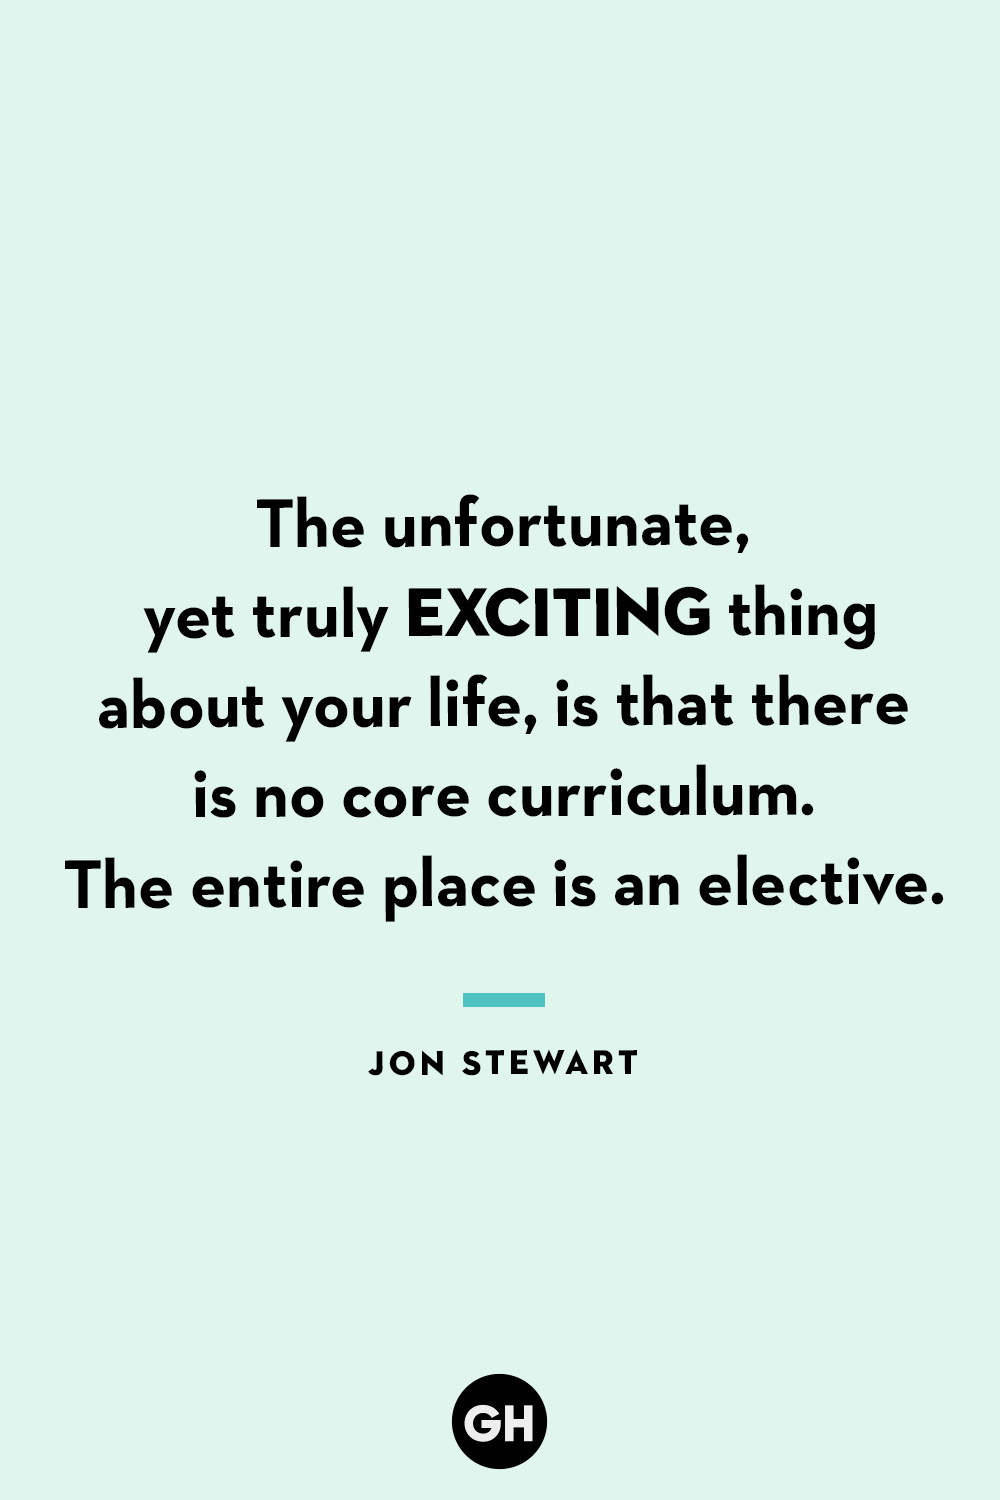 The unfortunate,
yet truly EXCITING thing
about your life, is that there
is no core curriculum.
The entire place is an elective.
JON STEWART
GH